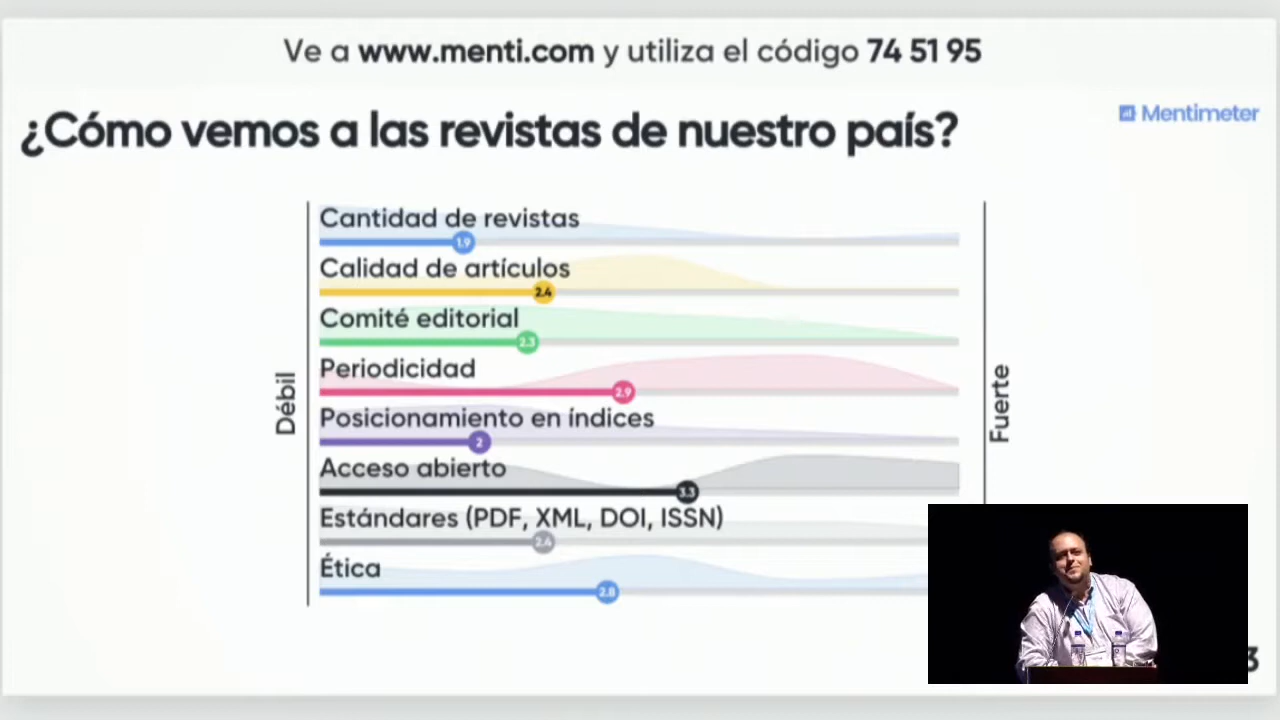 Ve a www.menti.com y utiliza el código 74 51 95
¿Cómo vemos a las revistas de nuestro país?
Mentimeter
Cantidad de revistas
1.9
Calidad de artículos
2.4
Comité editorial
2.3
Periodicidad
2.9
Posicionamiento en índices
2
Acceso abierto
3.3
Estándares (PDF, XML, DOI, ISSN)
2.4
Ética
2.8
Débil
Fuerte
3